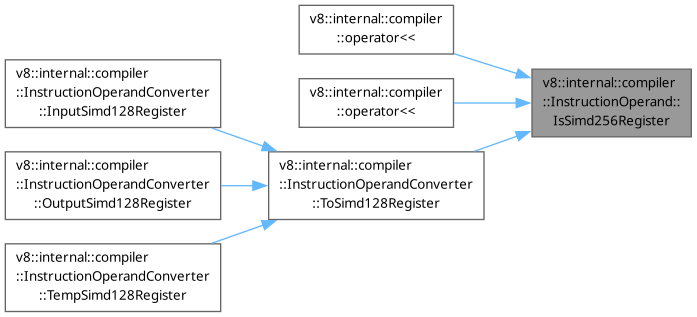 v8::internal::compiler
::operator<<
v8::internal::compiler
::InstructionOperandConverter
::InputSimd128Register
v8::internal::compiler
::operator<<
v8::internal::compiler
::InstructionOperand::
IsSimd256Register
v8::internal::compiler
::InstructionOperandConverter
::OutputSimd128Register
v8::internal::compiler
::InstructionOperandConverter
::ToSimd128Register
v8::internal::compiler
::InstructionOperandConverter
::TempSimd128Register